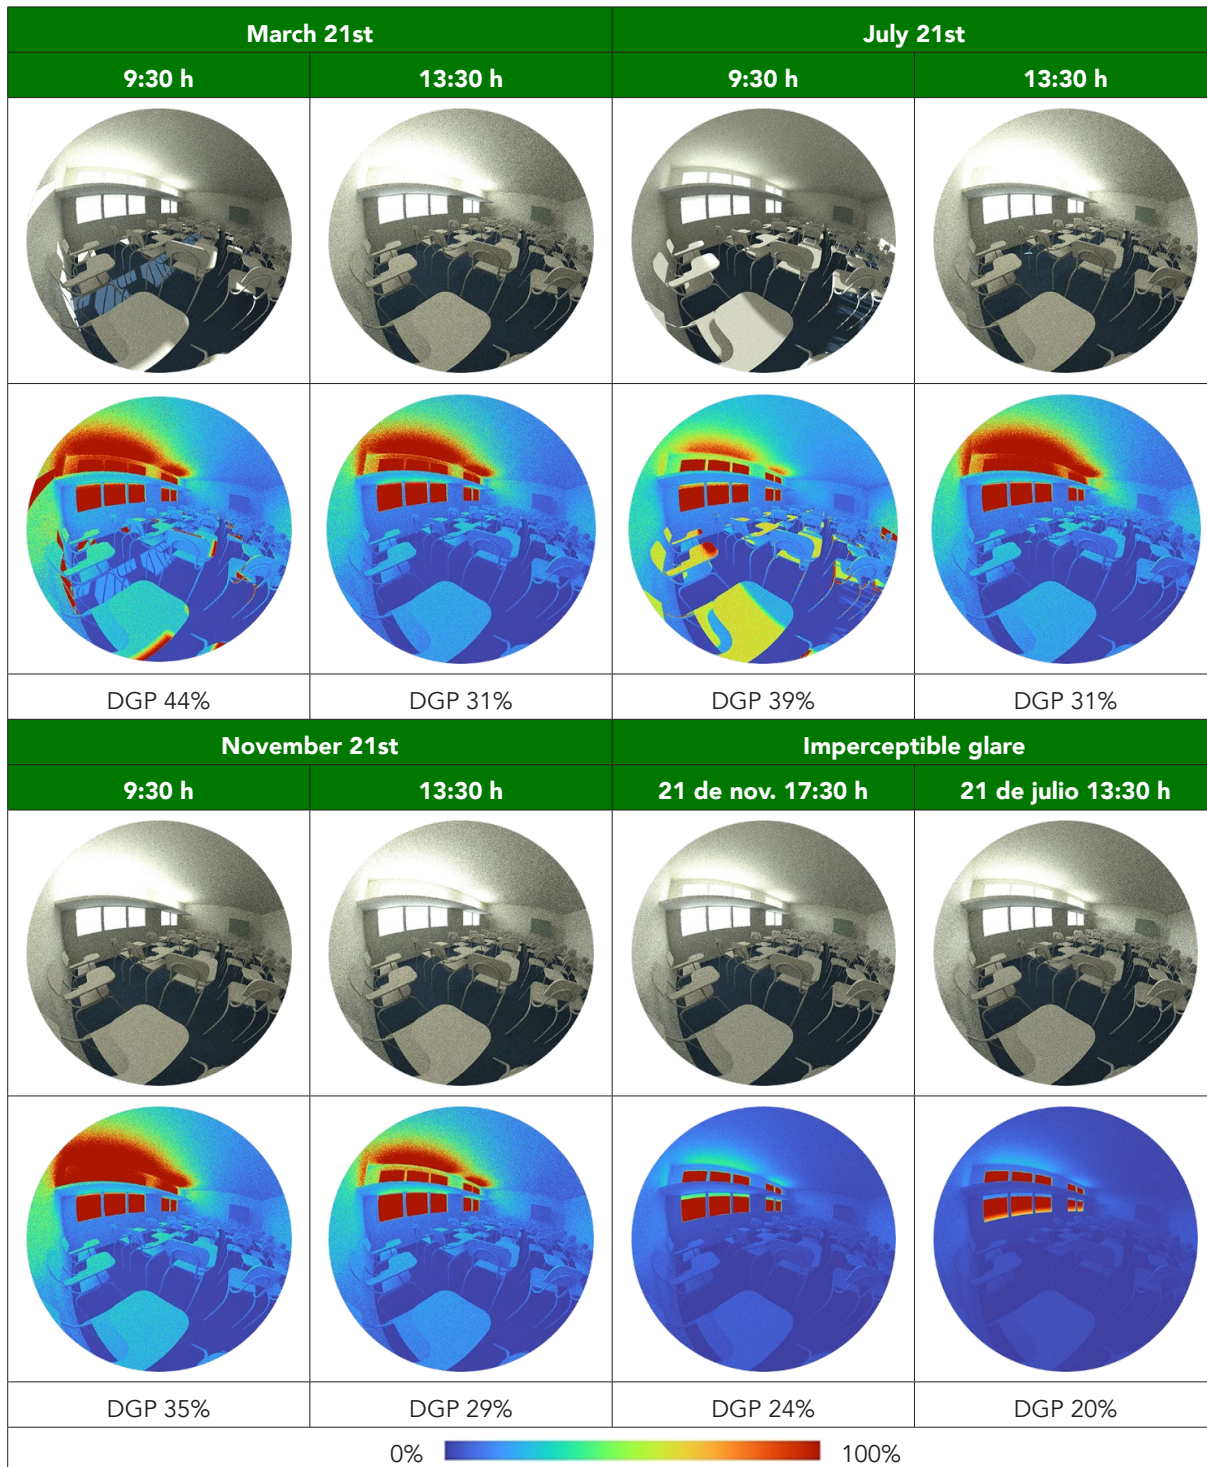 March 21st July 21st
9:30 h 13:30 h 9:30 h 13:30 h
DGP 44% DGP 31% DGP 39% DGP 31%
November 21st Imperceptible glare
9:30 h 13:30 h 21 de nov. 17:30 h 21 de julio 13:30 h
DGP 35% DGP 29% DGP 24% DGP 20%
0% 100%